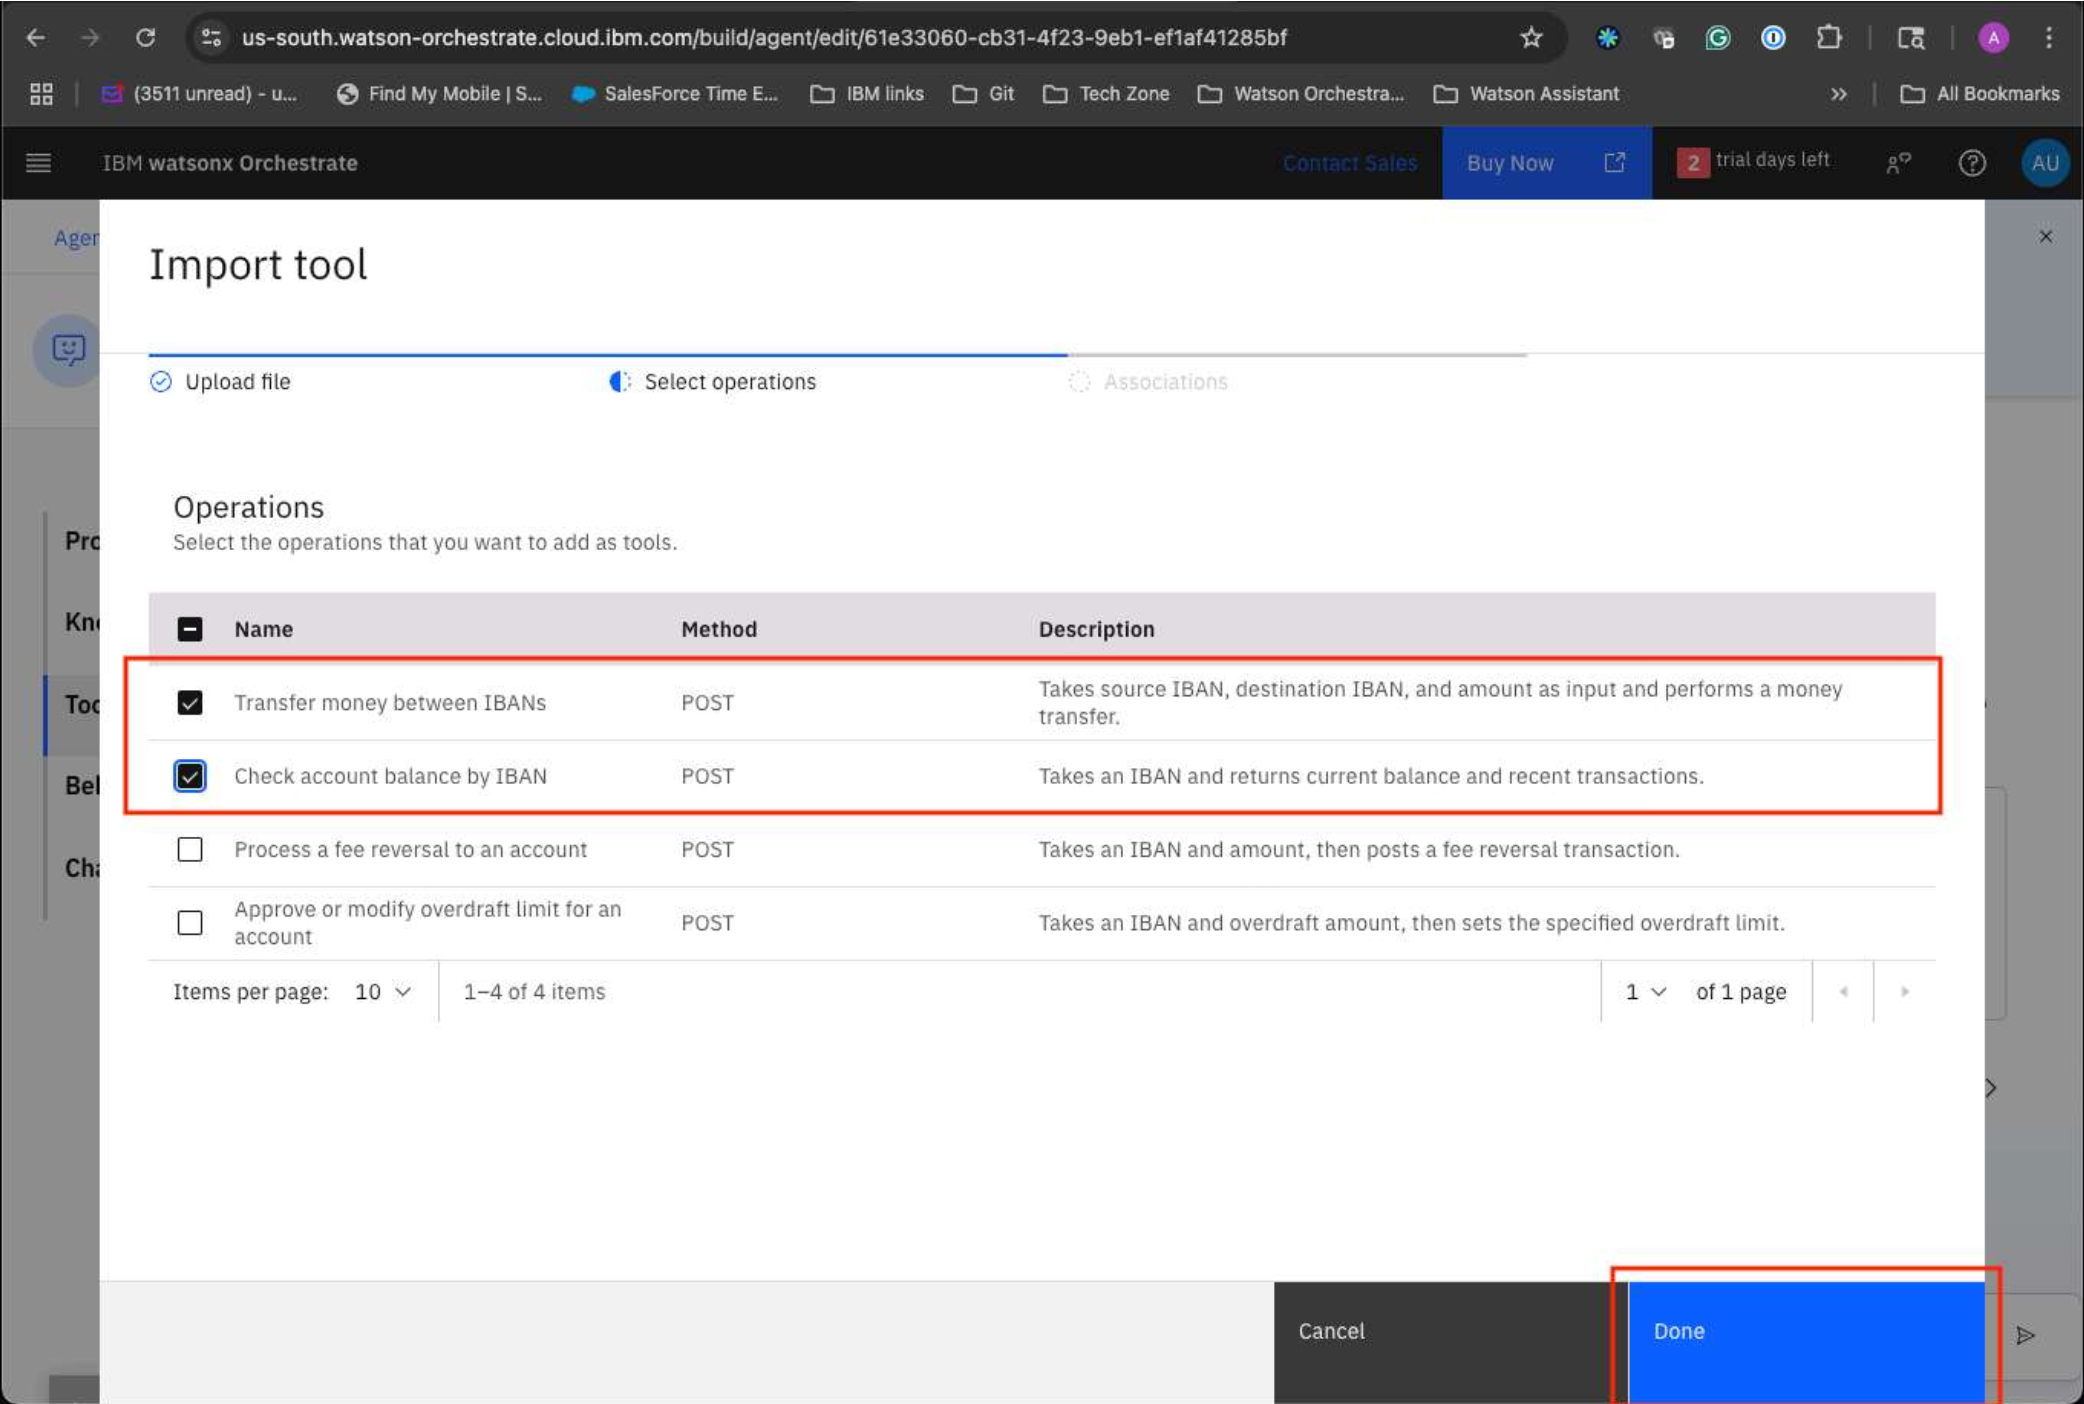 us-south.watson-orchestrate.cloud.ibm.com/build/agent/edit/61e33060-cb31-4f23-9eb1-ef1af41285bf
A
(3511 unread) - u...
Find My Mobile | S...
SalesForce Time E...
IBM links
Git
Tech Zone
Watson Orchestra...
Watson Assistant
All Bookmarks
IBM watsonx Orchestrate
Contact Sales
Buy Now
2 trial days left
AU
Agen
Import tool
Upload file
Select operations
Associations
Operations
Select the operations that you want to add as tools.
Pro
Kno
Too
Beh
Cha
Name Method Description
Transfer money between IBANs POST Takes source IBAN, destination IBAN, and amount as input and performs a money
transfer.
Check account balance by IBAN POST Takes an IBAN and returns current balance and recent transactions.
Process a fee reversal to an account POST Takes an IBAN and amount, then posts a fee reversal transaction.
Approve or modify overdraft limit for an
account POST Takes an IBAN and overdraft amount, then sets the specified overdraft limit.
Items per page: 10 1–4 of 4 items 1 of 1 page
Cancel
Done